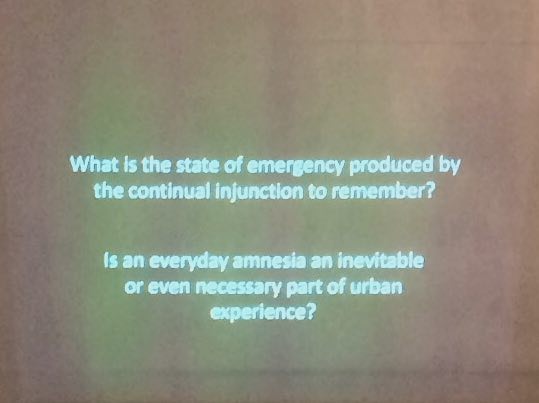 What is the state of emergency produced by
the continual injunction to remember?
Is an everyday amnesia an inevitable
or even necessary part of urban
experience?